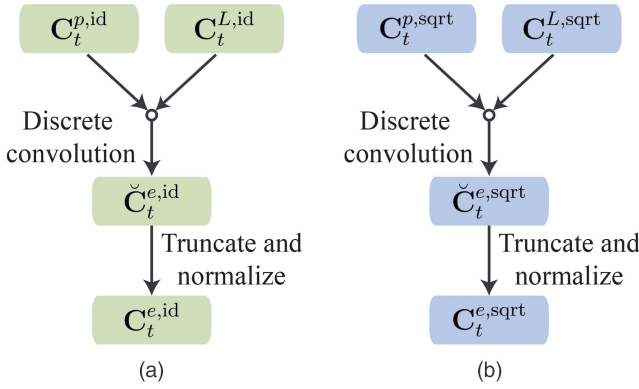 C_t^{p,id} C_t^{L,id} C_t^{p,sqrt} C_t^{L,sqrt}
Discrete
convolution
Discrete
convolution
C̆_t^{e,id} C̆_t^{e,sqrt}
Truncate and
normalize
Truncate and
normalize
C_t^{e,id} C_t^{e,sqrt}
(a) (b)